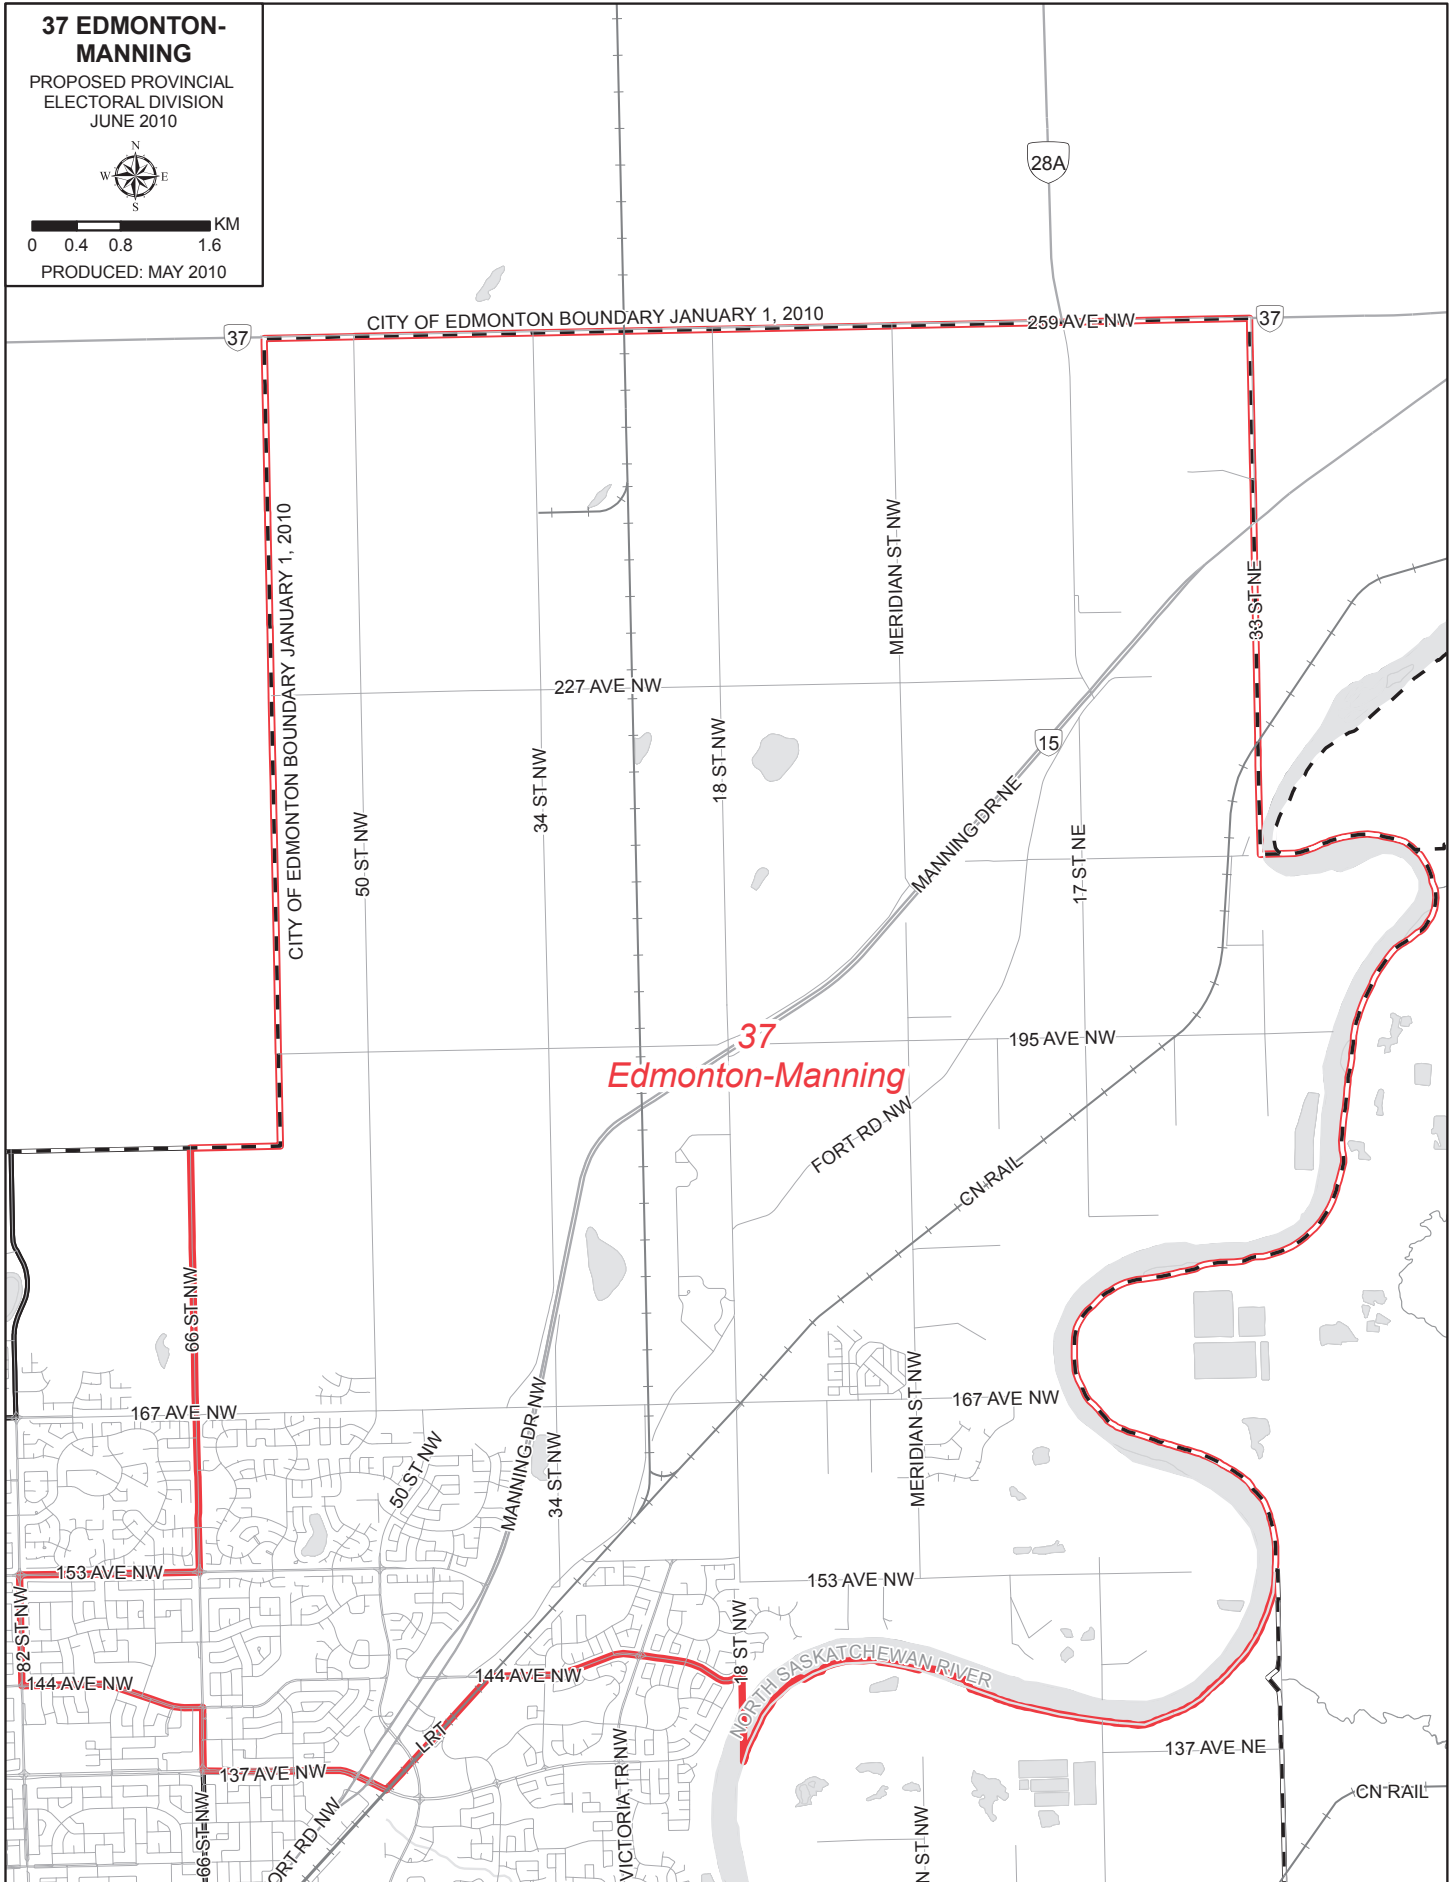 37 EDMONTON-
MANNING
PROPOSED PROVINCIAL
ELECTORAL DIVISION
JUNE 2010
N
W E
S
KM
0 0.4 0.8 1.6
PRODUCED: MAY 2010
28A
CITY OF EDMONTON BOUNDARY JANUARY 1, 2010
259 AVE NW
37
37
CITY OF EDMONTON BOUNDARY JANUARY 1, 2010
MERIDIAN ST NW
33 ST NE
227 AVE NW
18 ST NW
34 ST NW
50 ST NW
15
MANNING DR NE
17 ST NE
37
Edmonton-Manning
195 AVE NW
FORT RD NW
CN RAIL
66 ST NW
167 AVE NW
50 ST NW
MANNING DR NW
34 ST NW
MERIDIAN ST NW
167 AVE NW
153 AVE NW
82 ST NW
144 AVE NW
144 AVE NW
153 AVE NW
18 ST NW
NORTH SASKATCHEWAN RIVER
LRT
137 AVE NW
66 ST NW
ORT RD NW
VICTORIA TR NW
N ST NW
137 AVE NE
CN RAIL